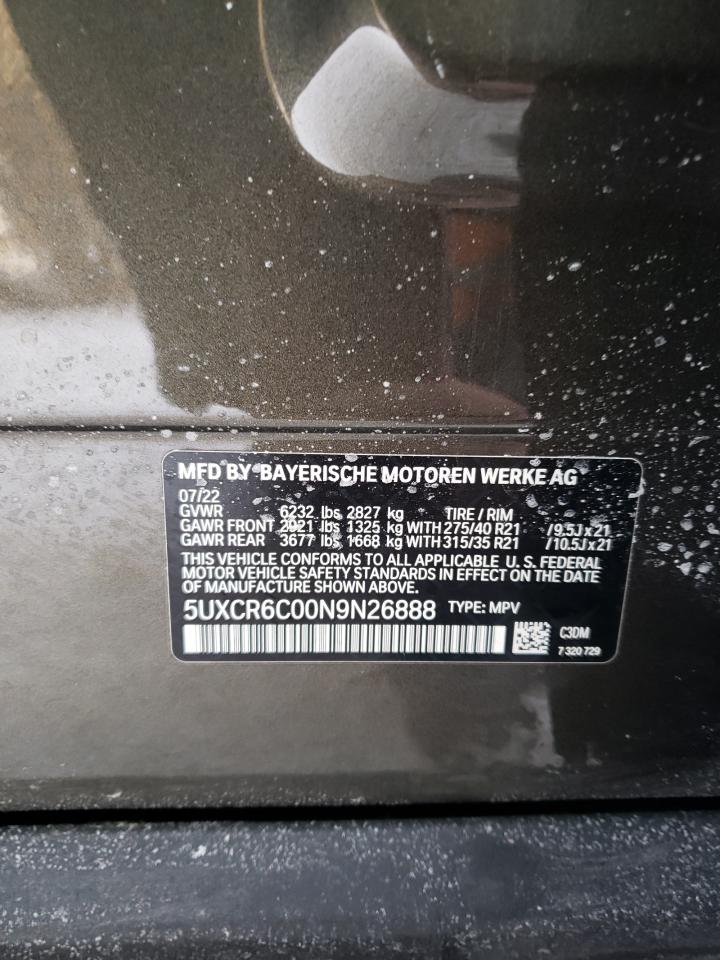 MFD BY BAYERISCHE MOTOREN WERKE AG
07/22
GVWR 6232 lbs 2827 kg TIRE / RIM
GAWR FRONT 2921 lbs 1325 kg WITH 275/40 R21 /9.5J x 21
GAWR REAR 3677 lbs 1668 kg WITH 315/35 R21 /10.5J x 21
THIS VEHICLE CONFORMS TO ALL APPLICABLE U. S. FEDERAL
MOTOR VEHICLE SAFETY STANDARDS IN EFFECT ON THE DATE
OF MANUFACTURE SHOWN ABOVE.
5UXCR6C00N9N26888 TYPE: MPV
C3DM
7 320 729